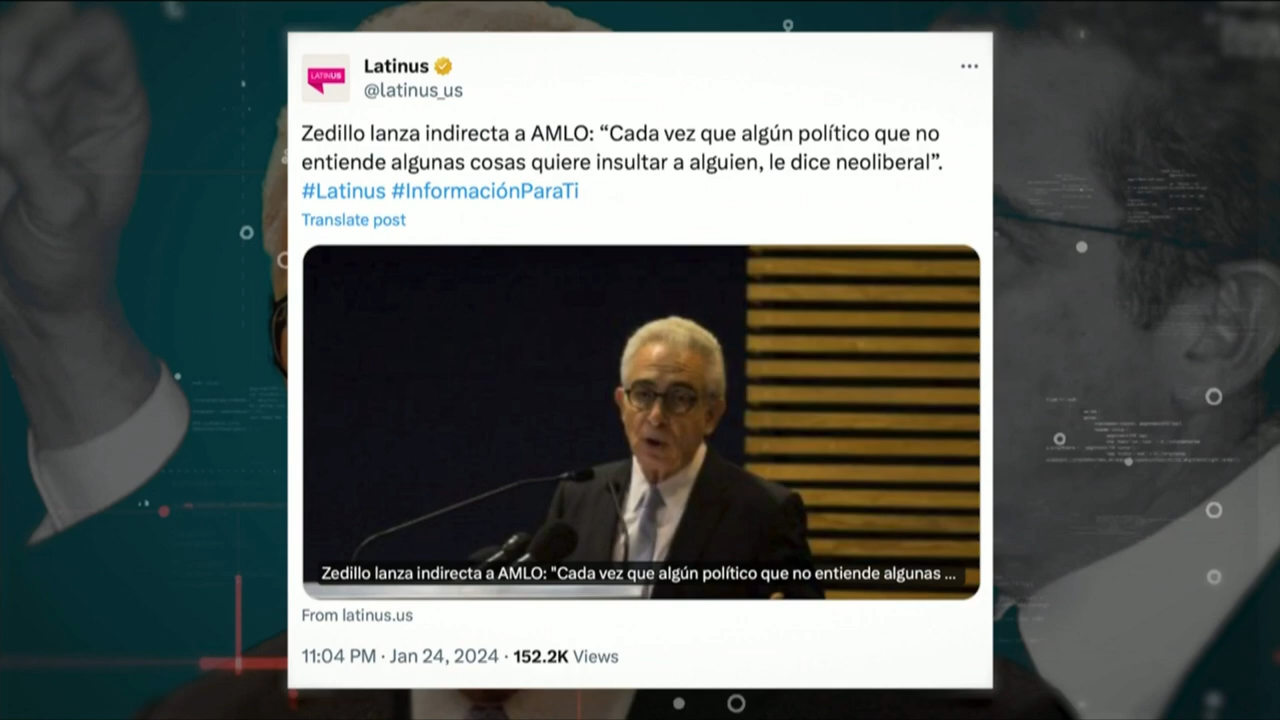 LATINUS
Latinus
@latinus_us
Zedillo lanza indirecta a AMLO: “Cada vez que algún político que no
entiende algunas cosas quiere insultar a alguien, le dice neoliberal”.
#Latinus #InformaciónParaTi
Translate post
Zedillo lanza indirecta a AMLO: "Cada vez que algún político que no entiende algunas ...
From latinus.us
11:04 PM · Jan 24, 2024 · 152.2K Views